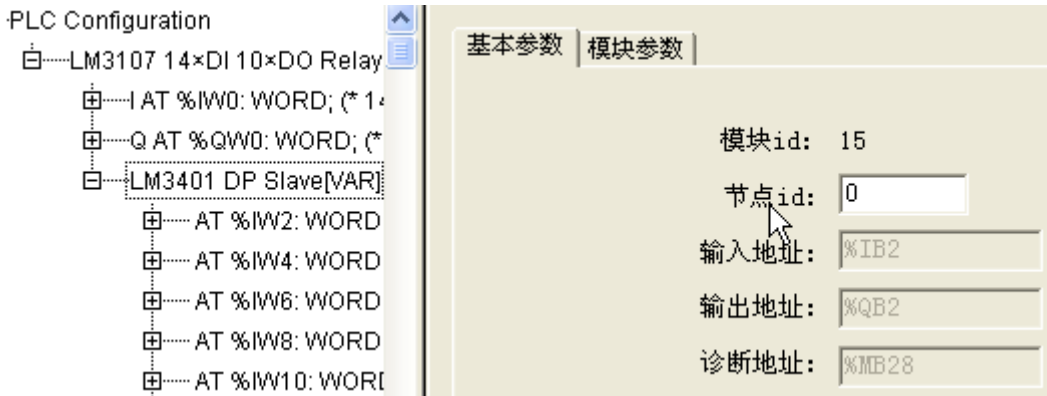 PLC Configuration
LM3107 14×DI 10×DO Relay
I AT %IW0: WORD; (* 14
Q AT %QW0: WORD; (*
LM3401 DP Slave[VAR]
AT %IW2: WORD
AT %IW4: WORD
AT %IW6: WORD
AT %IW8: WORD
AT %IW10: WORD
基本参数 模块参数
模块id: 15
节点id: 0
输入地址: %IB2
输出地址: %QB2
诊断地址: %MB28